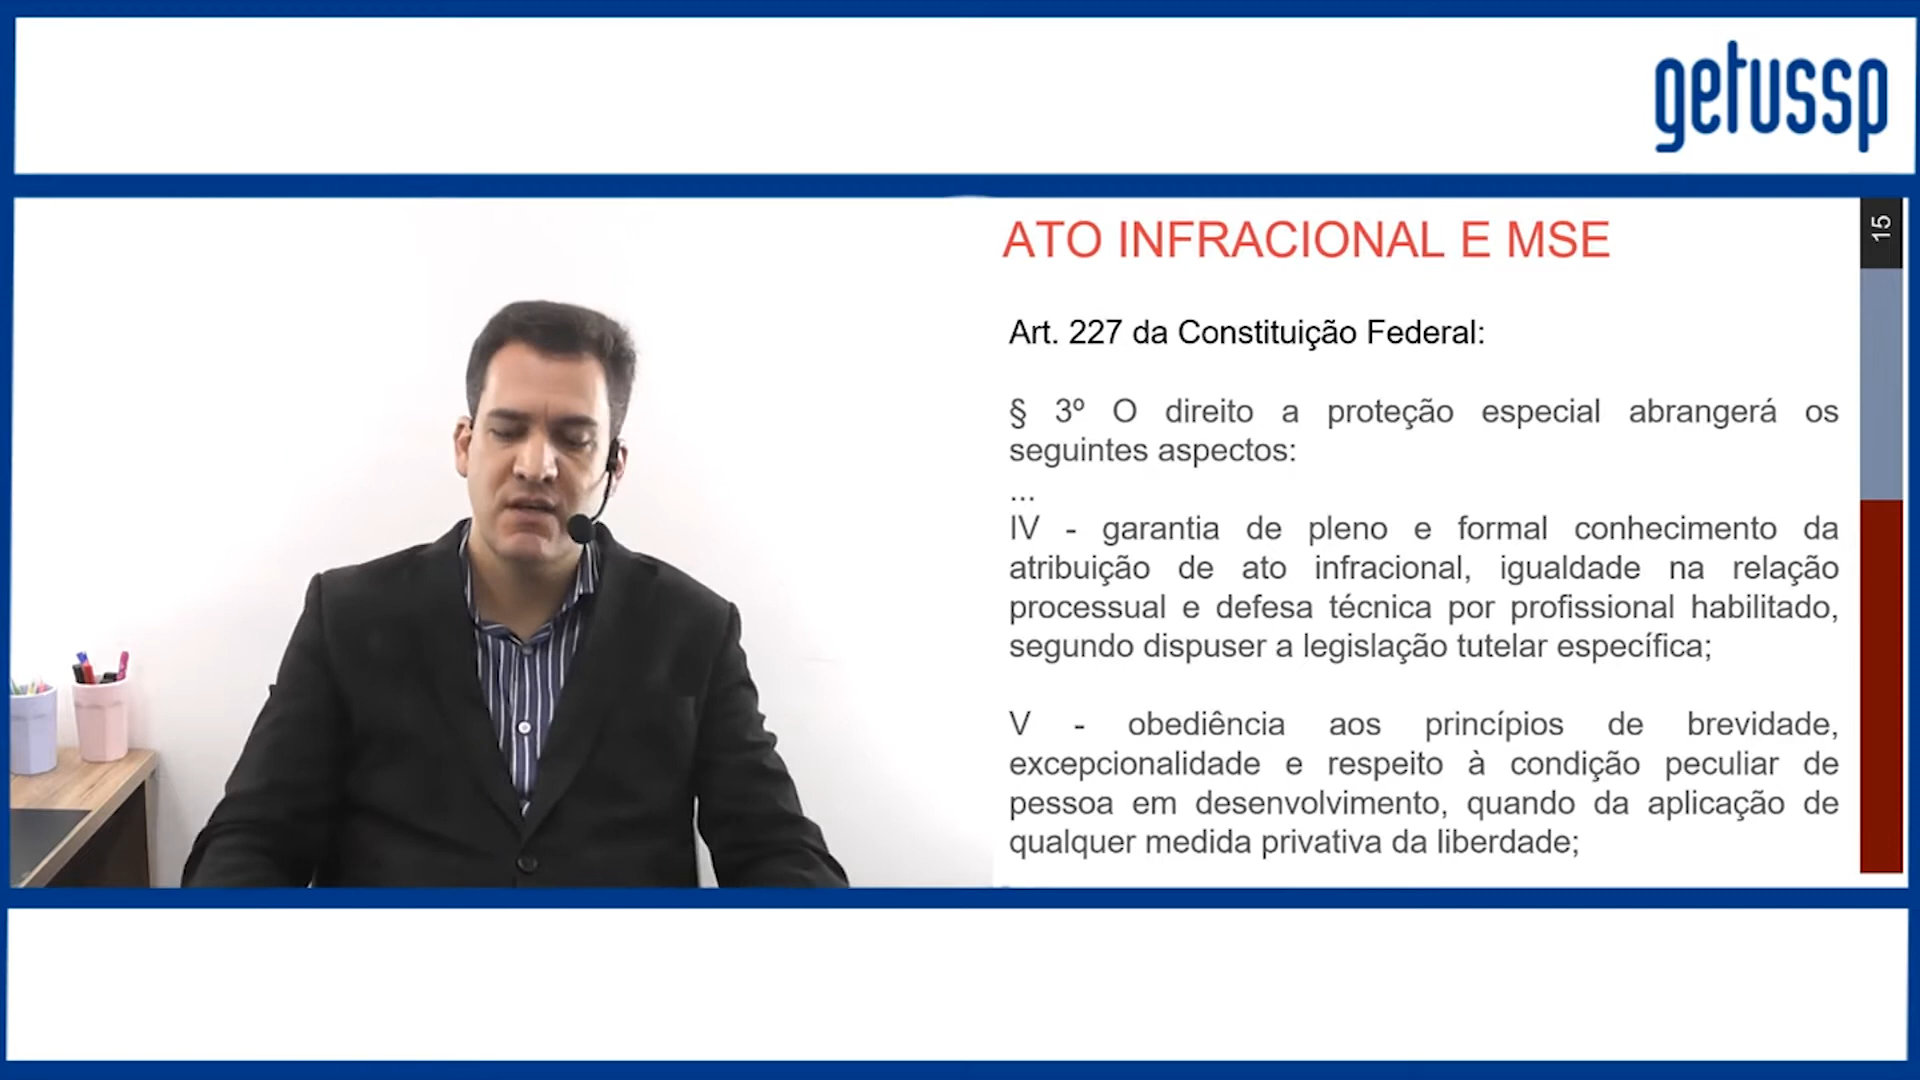 getussp
ATO INFRACIONAL E MSE
15
Art. 227 da Constituição Federal:
§ 3º O direito a proteção especial abrangerá os
seguintes aspectos:
...
IV - garantia de pleno e formal conhecimento da
atribuição de ato infracional, igualdade na relação
processual e defesa técnica por profissional habilitado,
segundo dispuser a legislação tutelar específica;
V - obediência aos princípios de brevidade,
excepcionalidade e respeito à condição peculiar de
pessoa em desenvolvimento, quando da aplicação de
qualquer medida privativa da liberdade;